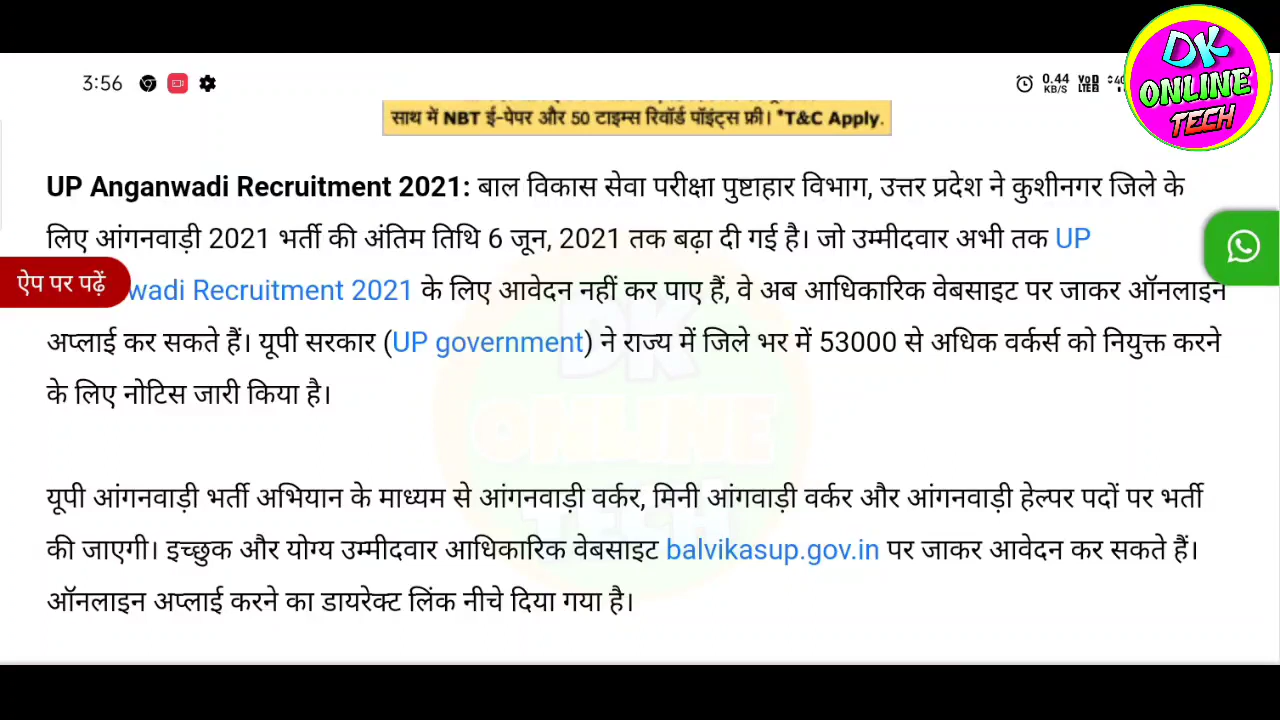 3:56
0.44 KB/S
VoD LTE2
DK
ONLINE
TECH
साथ में NBT ई-पेपर और 50 टाइम्स रिवॉर्ड पॉइंट्स फ्री। *T&C Apply.
UP Anganwadi Recruitment 2021: बाल विकास सेवा परीक्षा पुष्टाहार विभाग, उत्तर प्रदेश ने कुशीनगर जिले के
लिए आंगनवाड़ी 2021 भर्ती की अंतिम तिथि 6 जून, 2021 तक बढ़ा दी गई है। जो उम्मीदवार अभी तक UP
ऐप पर पढ़ें
wadi Recruitment 2021 के लिए आवेदन नहीं कर पाए हैं, वे अब आधिकारिक वेबसाइट पर जाकर ऑनलाइन
अप्लाई कर सकते हैं। यूपी सरकार (UP government) ने राज्य में जिले भर में 53000 से अधिक वर्कर्स को नियुक्त करने
के लिए नोटिस जारी किया है।
DK
ONLINE
TECH
यूपी आंगनवाड़ी भर्ती अभियान के माध्यम से आंगनवाड़ी वर्कर, मिनी आंगवाड़ी वर्कर और आंगनवाड़ी हेल्पर पदों पर भर्ती
की जाएगी। इच्छुक और योग्य उम्मीदवार आधिकारिक वेबसाइट balvikasup.gov.in पर जाकर आवेदन कर सकते हैं।
ऑनलाइन अप्लाई करने का डायरेक्ट लिंक नीचे दिया गया है।